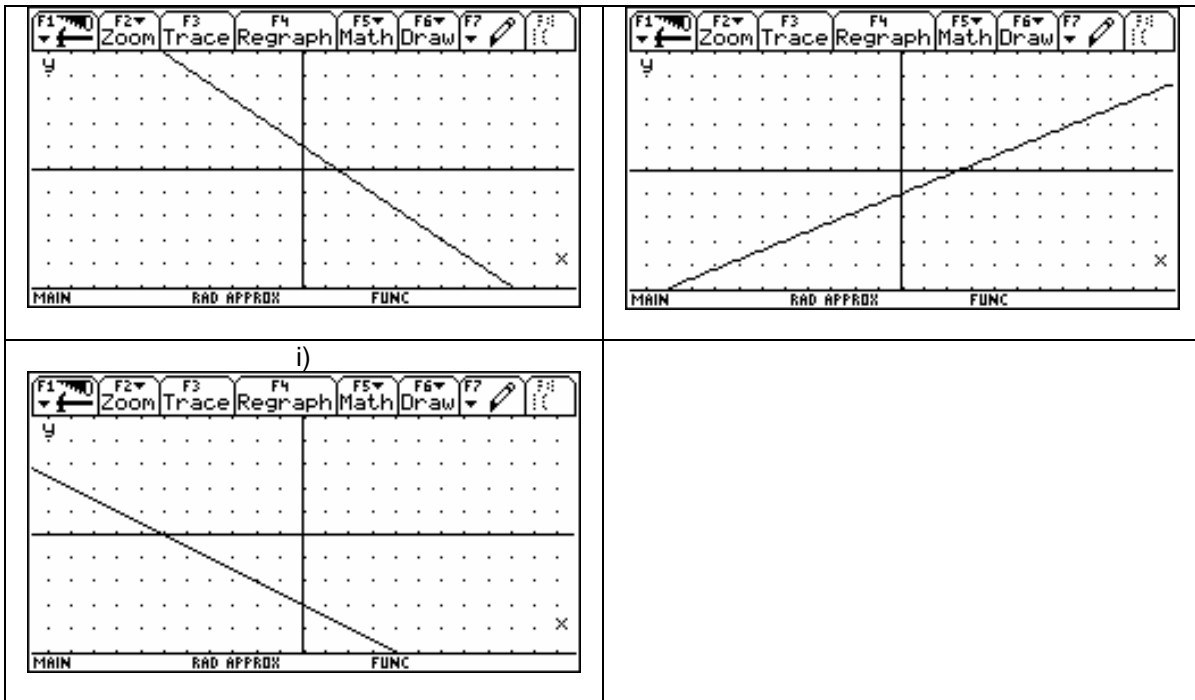 F1 F2 F3 F4 F5 F6 F7
Zoom Trace Regraph Math Draw
y
x
MAIN RAD APPROX FUNC
F1 F2 F3 F4 F5 F6 F7
Zoom Trace Regraph Math Draw
y
x
MAIN RAD APPROX FUNC
i)
F1 F2 F3 F4 F5 F6 F7
Zoom Trace Regraph Math Draw
y
x
MAIN RAD APPROX FUNC